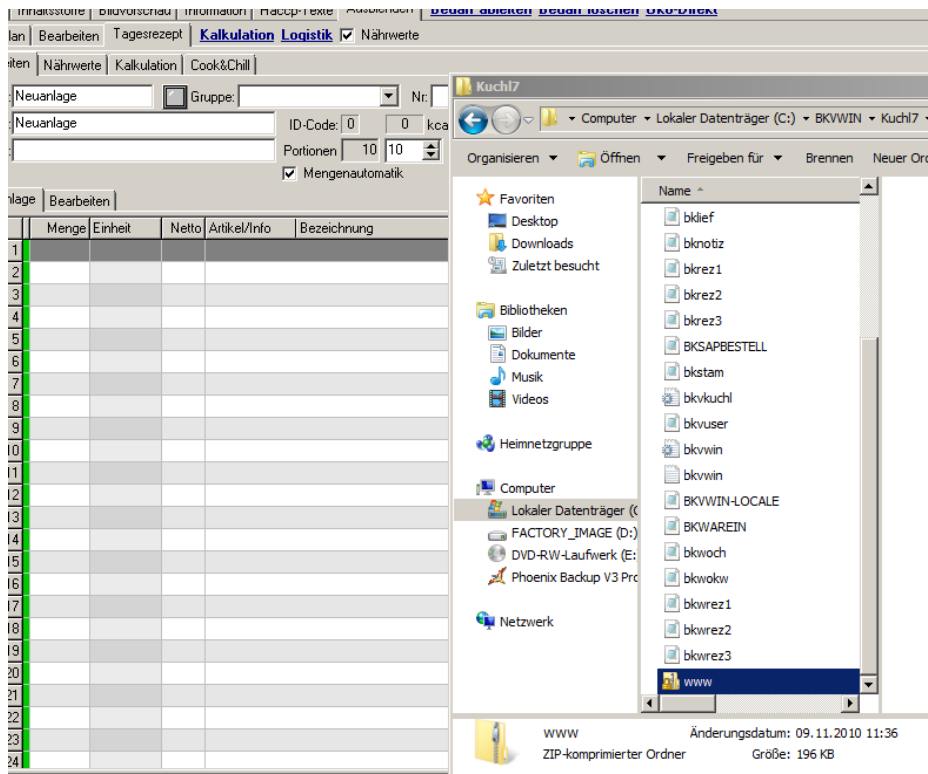 Inhaltsstoffe Bildvorschau Information Haccp-Texte Ausblenden Bedarf ableiten Bedarf löschen Öko-Direkt
lan Bearbeiten Tagesrezept Kalkulation Logistik Nährwerte
iten Nährwerte Kalkulation Cook&Chill
Neuanlage Gruppe: Nr:
Neuanlage ID-Code: 0 0 kca
Portionen 10 10
Mengenautomatik
nlage Bearbeiten
Menge Einheit Netto Artikel/Info Bezeichnung
1
2
3
4
5
6
7
8
9
10
11
12
13
14
15
16
17
18
19
20
21
22
23
24
Kuchl7
Computer Lokaler Datenträger (C:) BKVWIN Kuchl7
Organisieren Öffnen Freigeben für Brennen Neuer Ord
Favoriten
Desktop
Downloads
Zuletzt besucht
Bibliotheken
Bilder
Dokumente
Musik
Videos
Heimnetzgruppe
Computer
Lokaler Datenträger (C
FACTORY_IMAGE (D:)
DVD-RW-Laufwerk (E:
Phoenix Backup V3 Pro
Netzwerk
Name
bklief
bknotiz
bkrez1
bkrez2
bkrez3
BKSAPBESTELL
bkstam
bkvkuchl
bkvuser
bkvwin
bkvwin
BKVWIN-LOCALE
BKWAREIN
bkwoch
bkwokw
bkwrez1
bkwrez2
bkwrez3
www
www Änderungsdatum: 09.11.2010 11:36
ZIP-komprimierter Ordner Größe: 196 KB